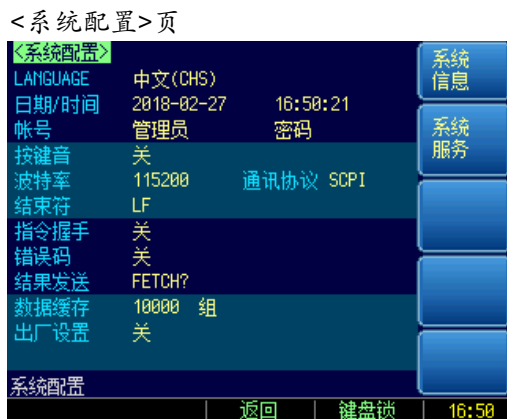 <系统配置>页
<系统配置>
LANGUAGE 中文(CHS)
日期/时间 2018-02-27 16:50:21
帐号 管理员 密码
按键音 关
波特率 115200 通讯协议 SCPI
结束符 LF
指令握手 关
错误码 关
结果发送 FETCH?
数据缓存 10000 组
出厂设置 关
系统
信息
系统
服务
系统配置
返回 键盘锁 16:50